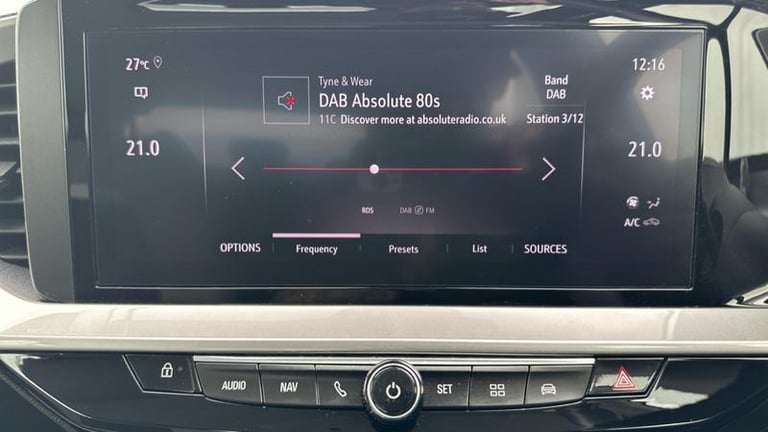 27°C
12:16
Tyne & Wear
DAB Absolute 80s
11C Discover more at absoluteradio.co.uk
Band
DAB
Station 3/12
21.0
21.0
RDS
DAB FM
A/C
OPTIONS
Frequency
Presets
List
SOURCES
AUDIO
NAV
SET